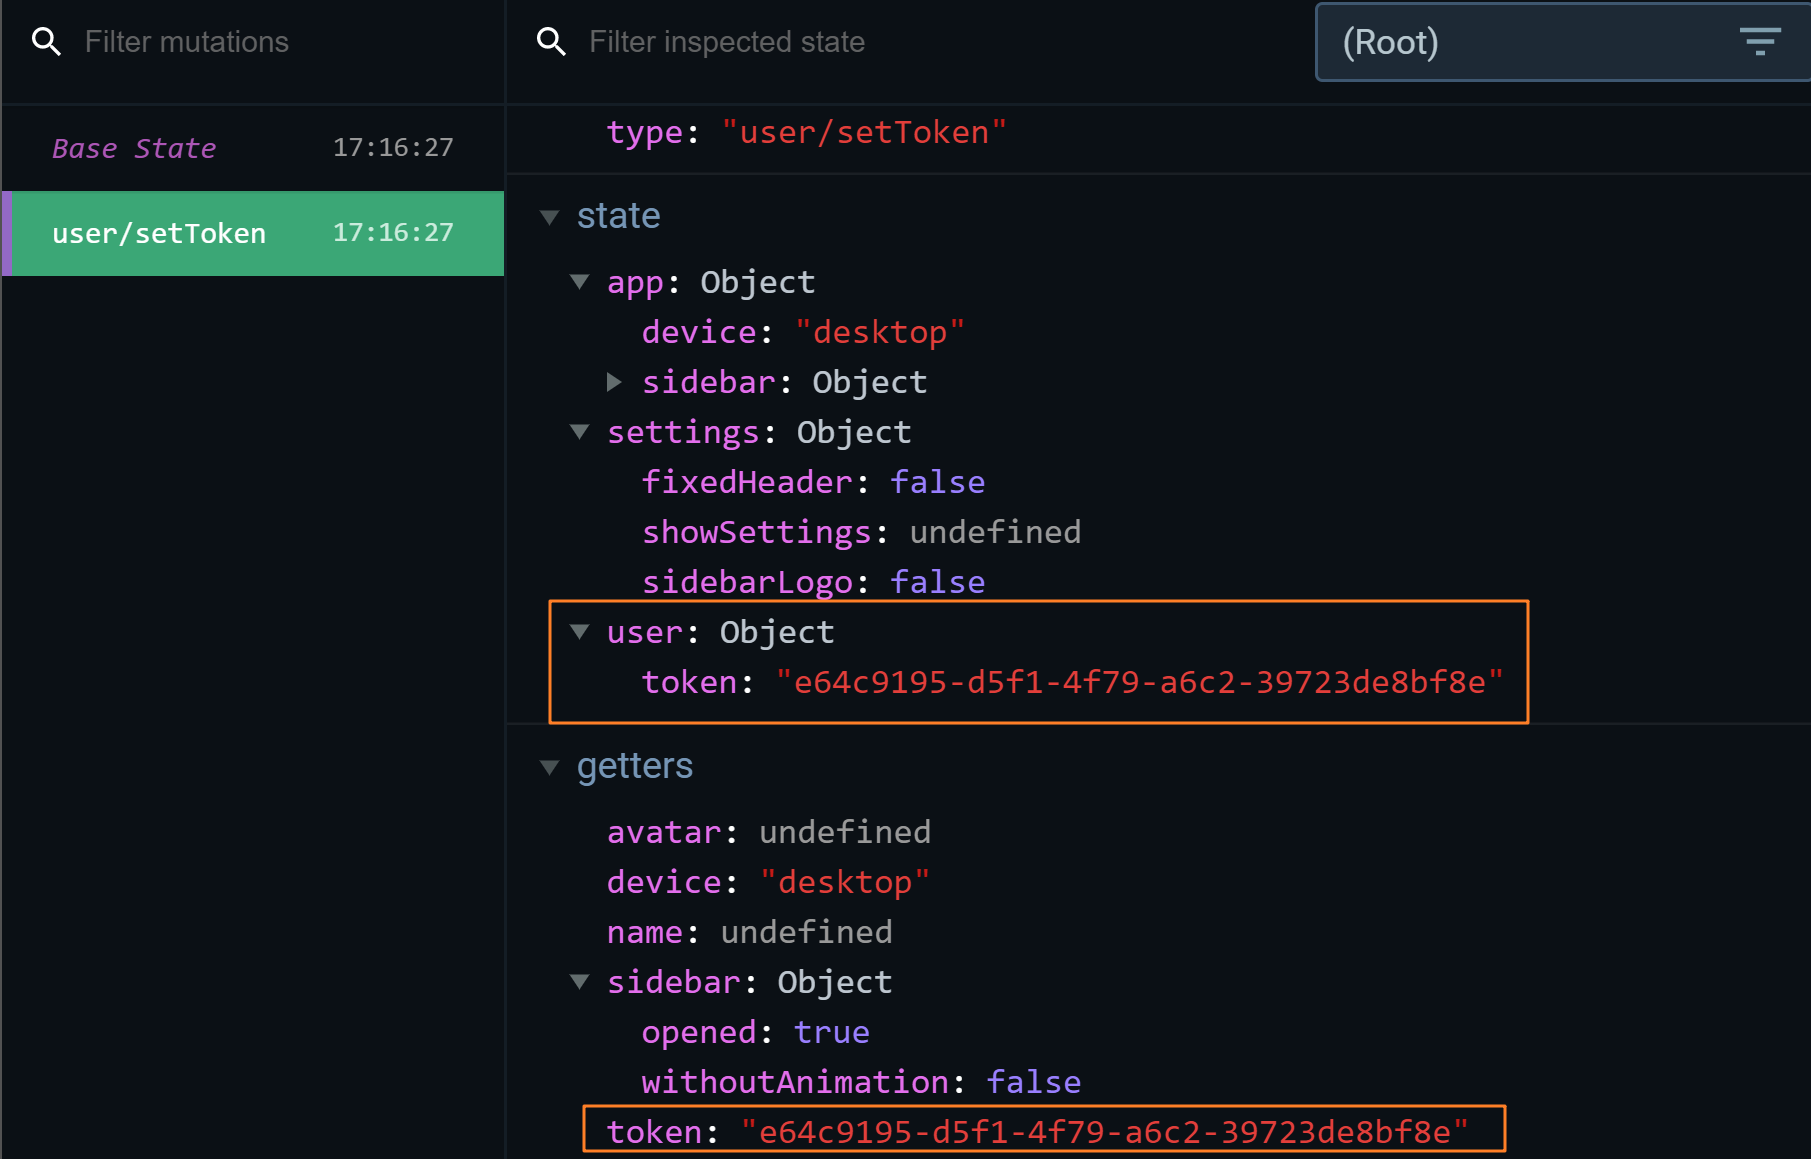 Filter mutations
Filter inspected state
(Root)
Base State 17:16:27
user/setToken 17:16:27
type: "user/setToken"
state
app: Object
device: "desktop"
sidebar: Object
settings: Object
fixedHeader: false
showSettings: undefined
sidebarLogo: false
user: Object
token: "e64c9195-d5f1-4f79-a6c2-39723de8bf8e"
getters
avatar: undefined
device: "desktop"
name: undefined
sidebar: Object
opened: true
withoutAnimation: false
token: "e64c9195-d5f1-4f79-a6c2-39723de8bf8e"